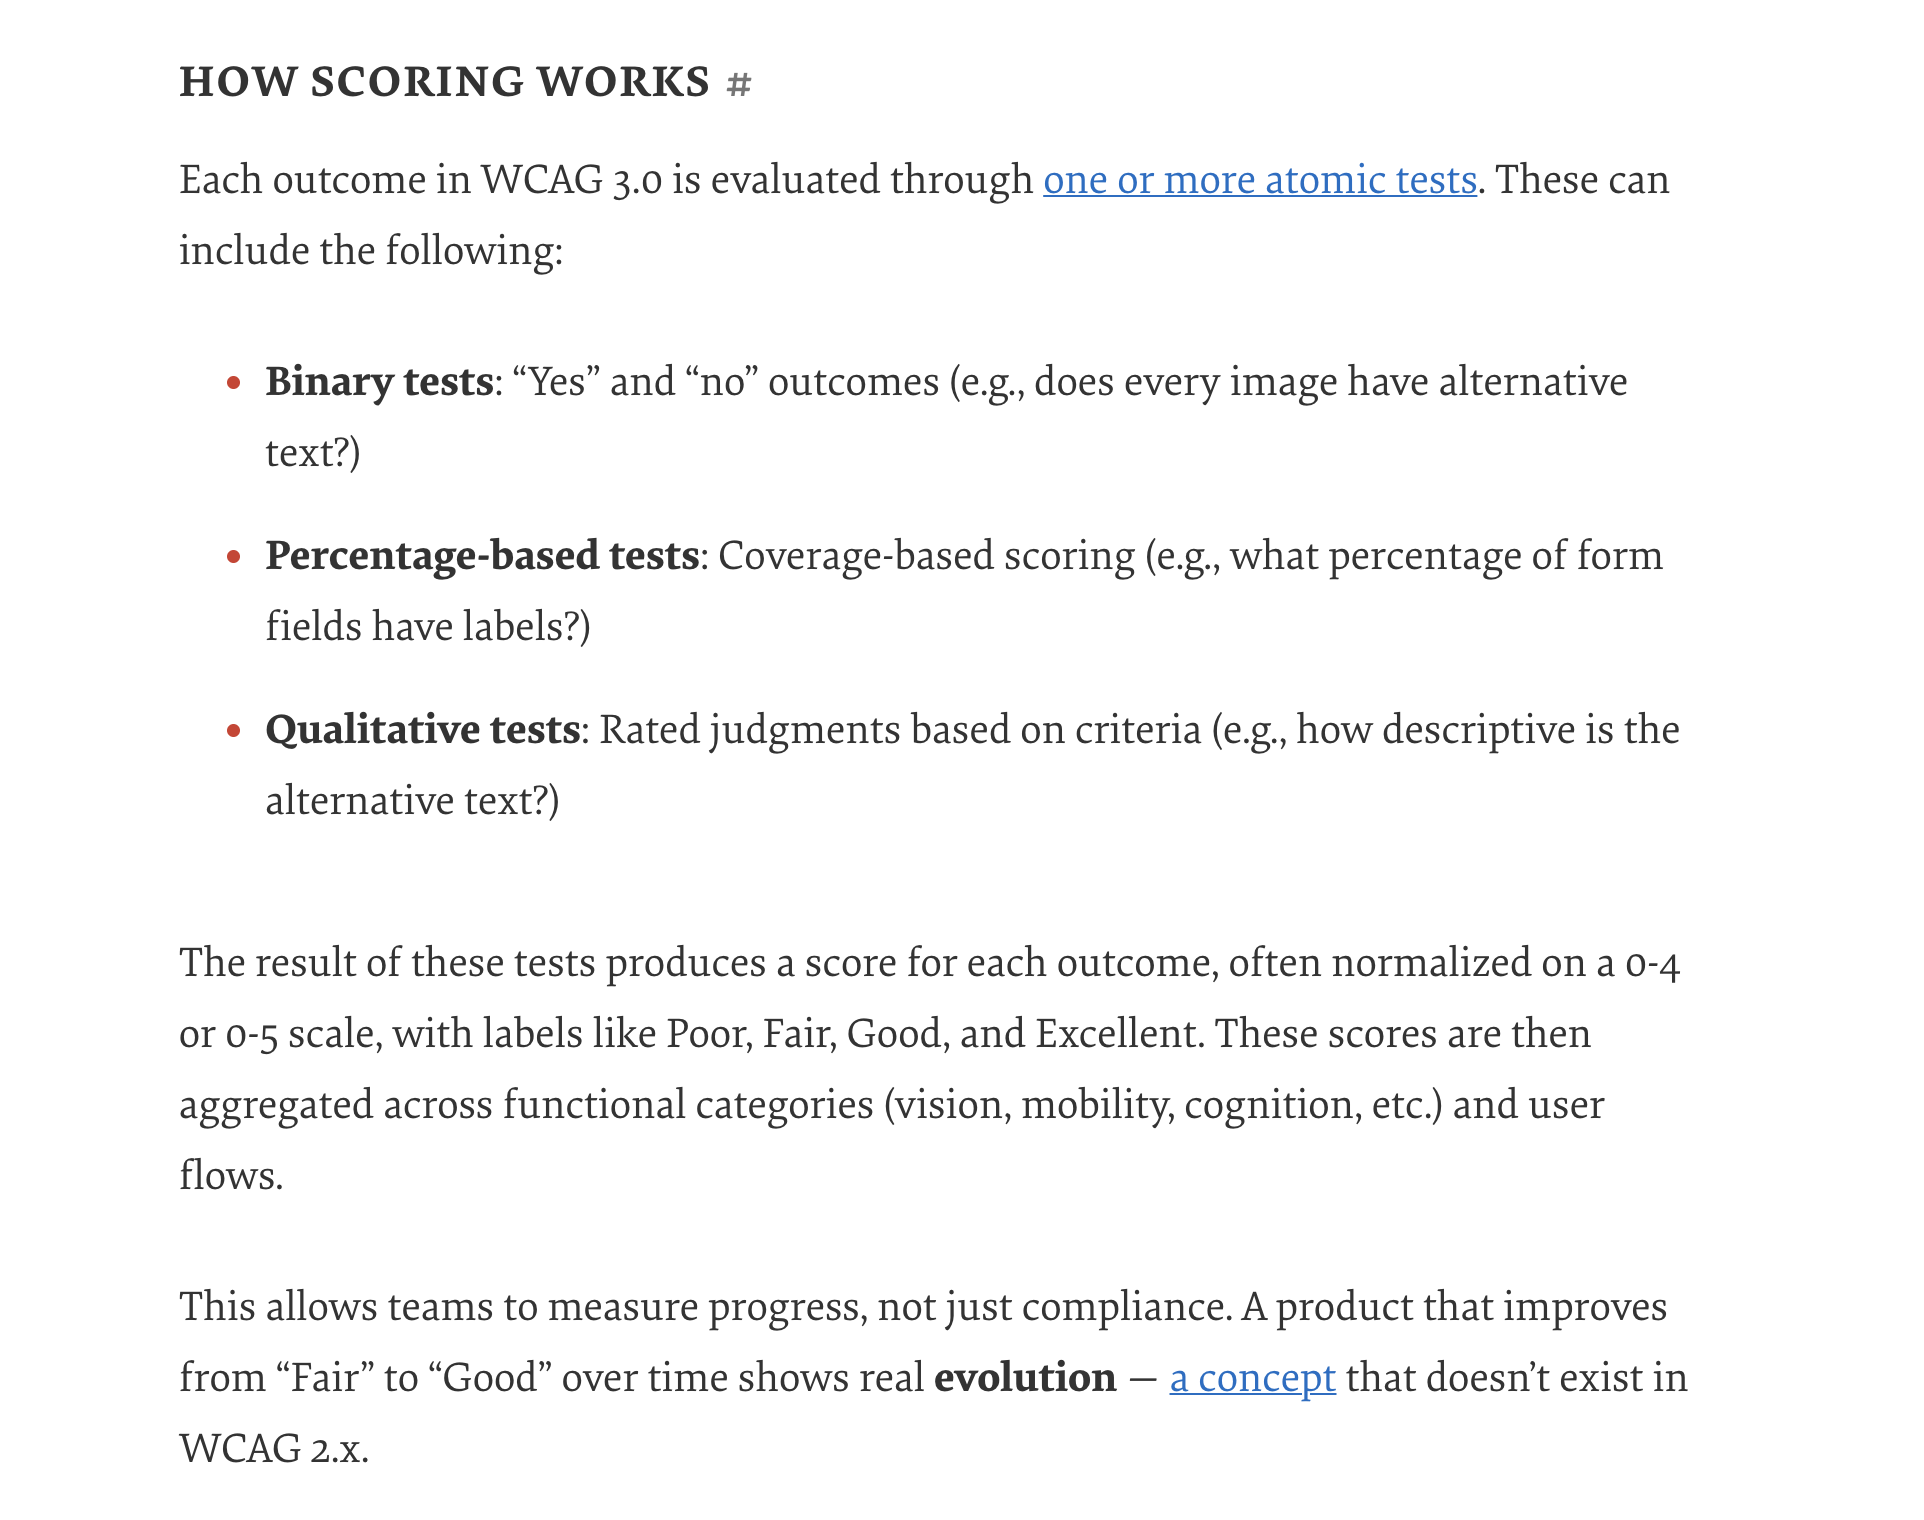 HOW SCORING WORKS #
Each outcome in WCAG 3.0 is evaluated through one or more atomic tests. These can
include the following:
• Binary tests: “Yes” and “no” outcomes (e.g., does every image have alternative
text?)
• Percentage-based tests: Coverage-based scoring (e.g., what percentage of form
fields have labels?)
• Qualitative tests: Rated judgments based on criteria (e.g., how descriptive is the
alternative text?)
The result of these tests produces a score for each outcome, often normalized on a 0-4
or 0-5 scale, with labels like Poor, Fair, Good, and Excellent. These scores are then
aggregated across functional categories (vision, mobility, cognition, etc.) and user
flows.
This allows teams to measure progress, not just compliance. A product that improves
from “Fair” to “Good” over time shows real evolution — a concept that doesn’t exist in
WCAG 2.x.